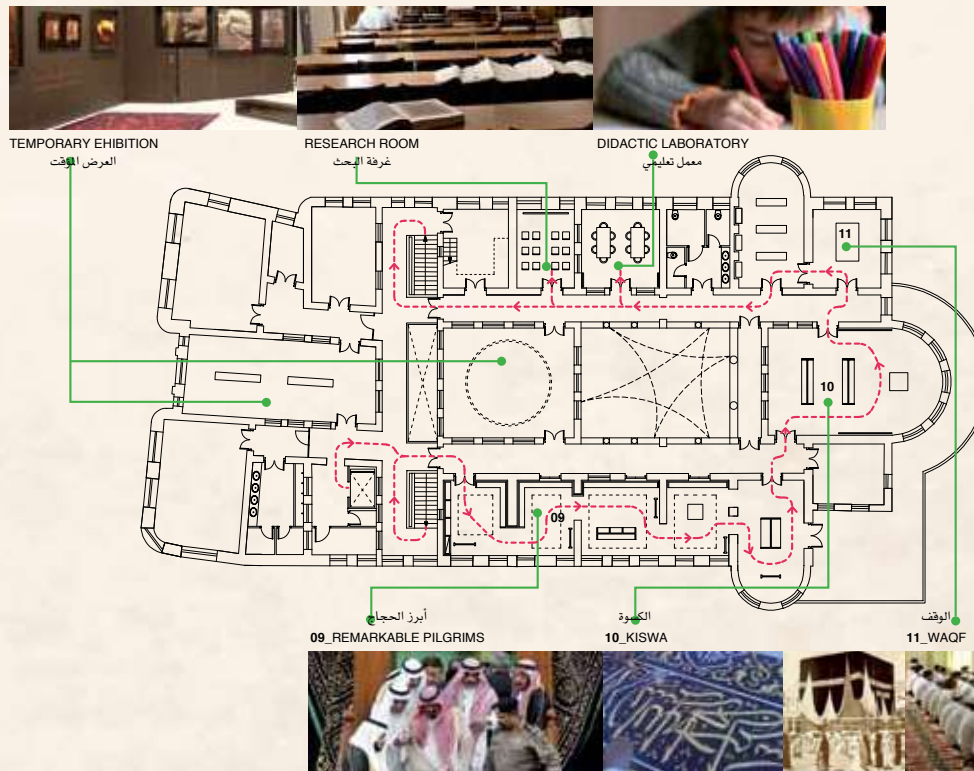 TEMPORARY EHIBITION
العرض المؤقت
RESEARCH ROOM
غرفة البحث
DIDACTIC LABORATORY
معمل تعليمي
11
10
09
أبرز الحجاج
09_REMARKABLE PILGRIMS
الكسوة
10_KISWA
الوقف
11_WAQF